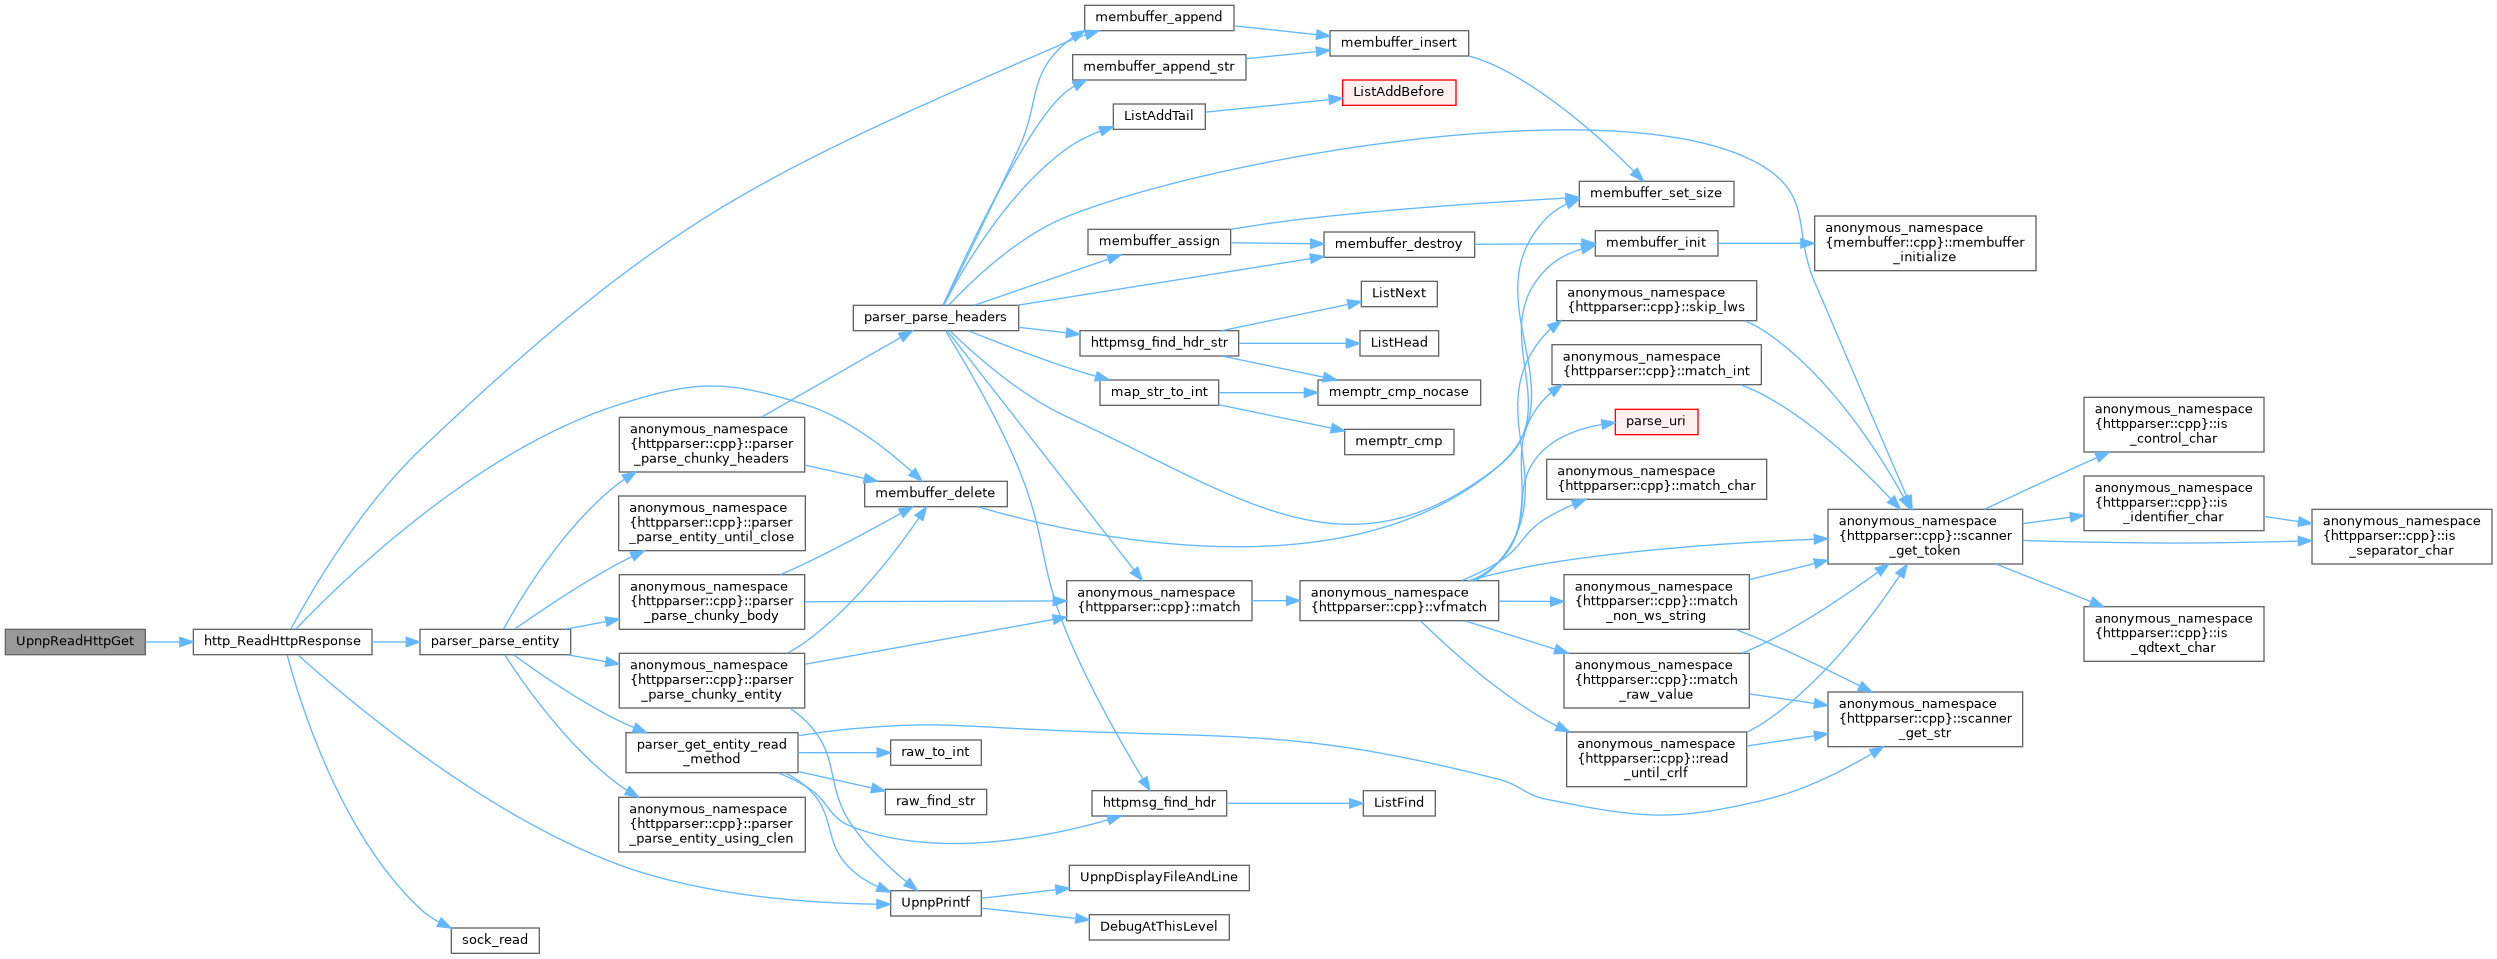 UpnpReadHttpGet
http_ReadHttpResponse
parser_parse_entity
sock_read
anonymous_namespace
{httpparser::cpp}::parser
_parse_chunky_headers
anonymous_namespace
{httpparser::cpp}::parser
_parse_entity_until_close
anonymous_namespace
{httpparser::cpp}::parser
_parse_chunky_body
anonymous_namespace
{httpparser::cpp}::parser
_parse_chunky_entity
parser_get_entity_read
_method
anonymous_namespace
{httpparser::cpp}::parser
_parse_entity_using_clen
parser_parse_headers
membuffer_delete
raw_to_int
raw_find_str
UpnpPrintf
membuffer_append
membuffer_append_str
ListAddTail
membuffer_assign
httpmsg_find_hdr_str
map_str_to_int
anonymous_namespace
{httpparser::cpp}::match
httpmsg_find_hdr
UpnpDisplayFileAndLine
DebugAtThisLevel
membuffer_insert
ListAddBefore
membuffer_destroy
ListNext
ListHead
memptr_cmp_nocase
memptr_cmp
anonymous_namespace
{httpparser::cpp}::vfmatch
ListFind
membuffer_set_size
membuffer_init
anonymous_namespace
{httpparser::cpp}::skip_lws
anonymous_namespace
{httpparser::cpp}::match_int
parse_uri
anonymous_namespace
{httpparser::cpp}::match_char
anonymous_namespace
{httpparser::cpp}::match
_non_ws_string
anonymous_namespace
{httpparser::cpp}::match
_raw_value
anonymous_namespace
{httpparser::cpp}::read
_until_crlf
anonymous_namespace
{membuffer::cpp}::membuffer
_initialize
anonymous_namespace
{httpparser::cpp}::scanner
_get_token
anonymous_namespace
{httpparser::cpp}::scanner
_get_str
anonymous_namespace
{httpparser::cpp}::is
_control_char
anonymous_namespace
{httpparser::cpp}::is
_identifier_char
anonymous_namespace
{httpparser::cpp}::is
_qdtext_char
anonymous_namespace
{httpparser::cpp}::is
_separator_char